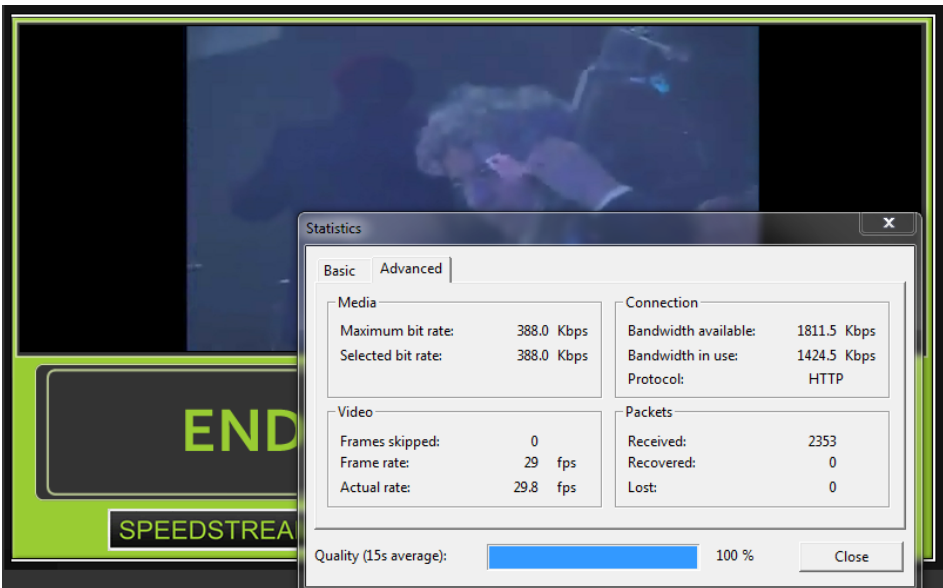 Statistics
x
Basic Advanced
Media
Maximum bit rate: 388.0 Kbps
Selected bit rate: 388.0 Kbps
Connection
Bandwidth available: 1811.5 Kbps
Bandwidth in use: 1424.5 Kbps
Protocol: HTTP
Video
Frames skipped: 0
Frame rate: 29 fps
Actual rate: 29.8 fps
Packets
Received: 2353
Recovered: 0
Lost: 0
END
SPEEDSTREA
Quality (15s average): 100 %
Close